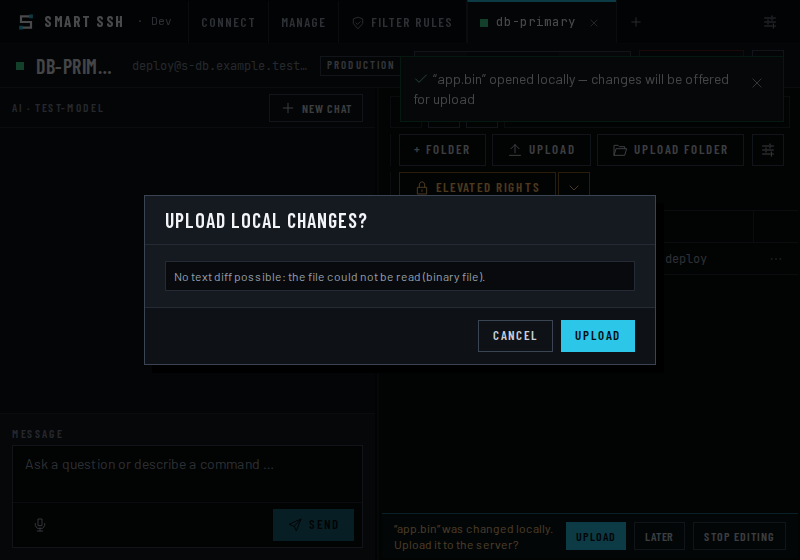 SMART SSH · Dev
CONNECT
MANAGE
FILTER RULES
db-primary
DB-PRIM…
deploy@s-db.example.test…
PRODUCTION
"app.bin" opened locally — changes will be offered
for upload
AI · TEST-MODEL
NEW CHAT
+ FOLDER
UPLOAD
UPLOAD FOLDER
ELEVATED RIGHTS
deploy
UPLOAD LOCAL CHANGES?
No text diff possible: the file could not be read (binary file).
CANCEL
UPLOAD
MESSAGE
Ask a question or describe a command …
SEND
"app.bin" was changed locally.
Upload it to the server?
UPLOAD
LATER
STOP EDITING